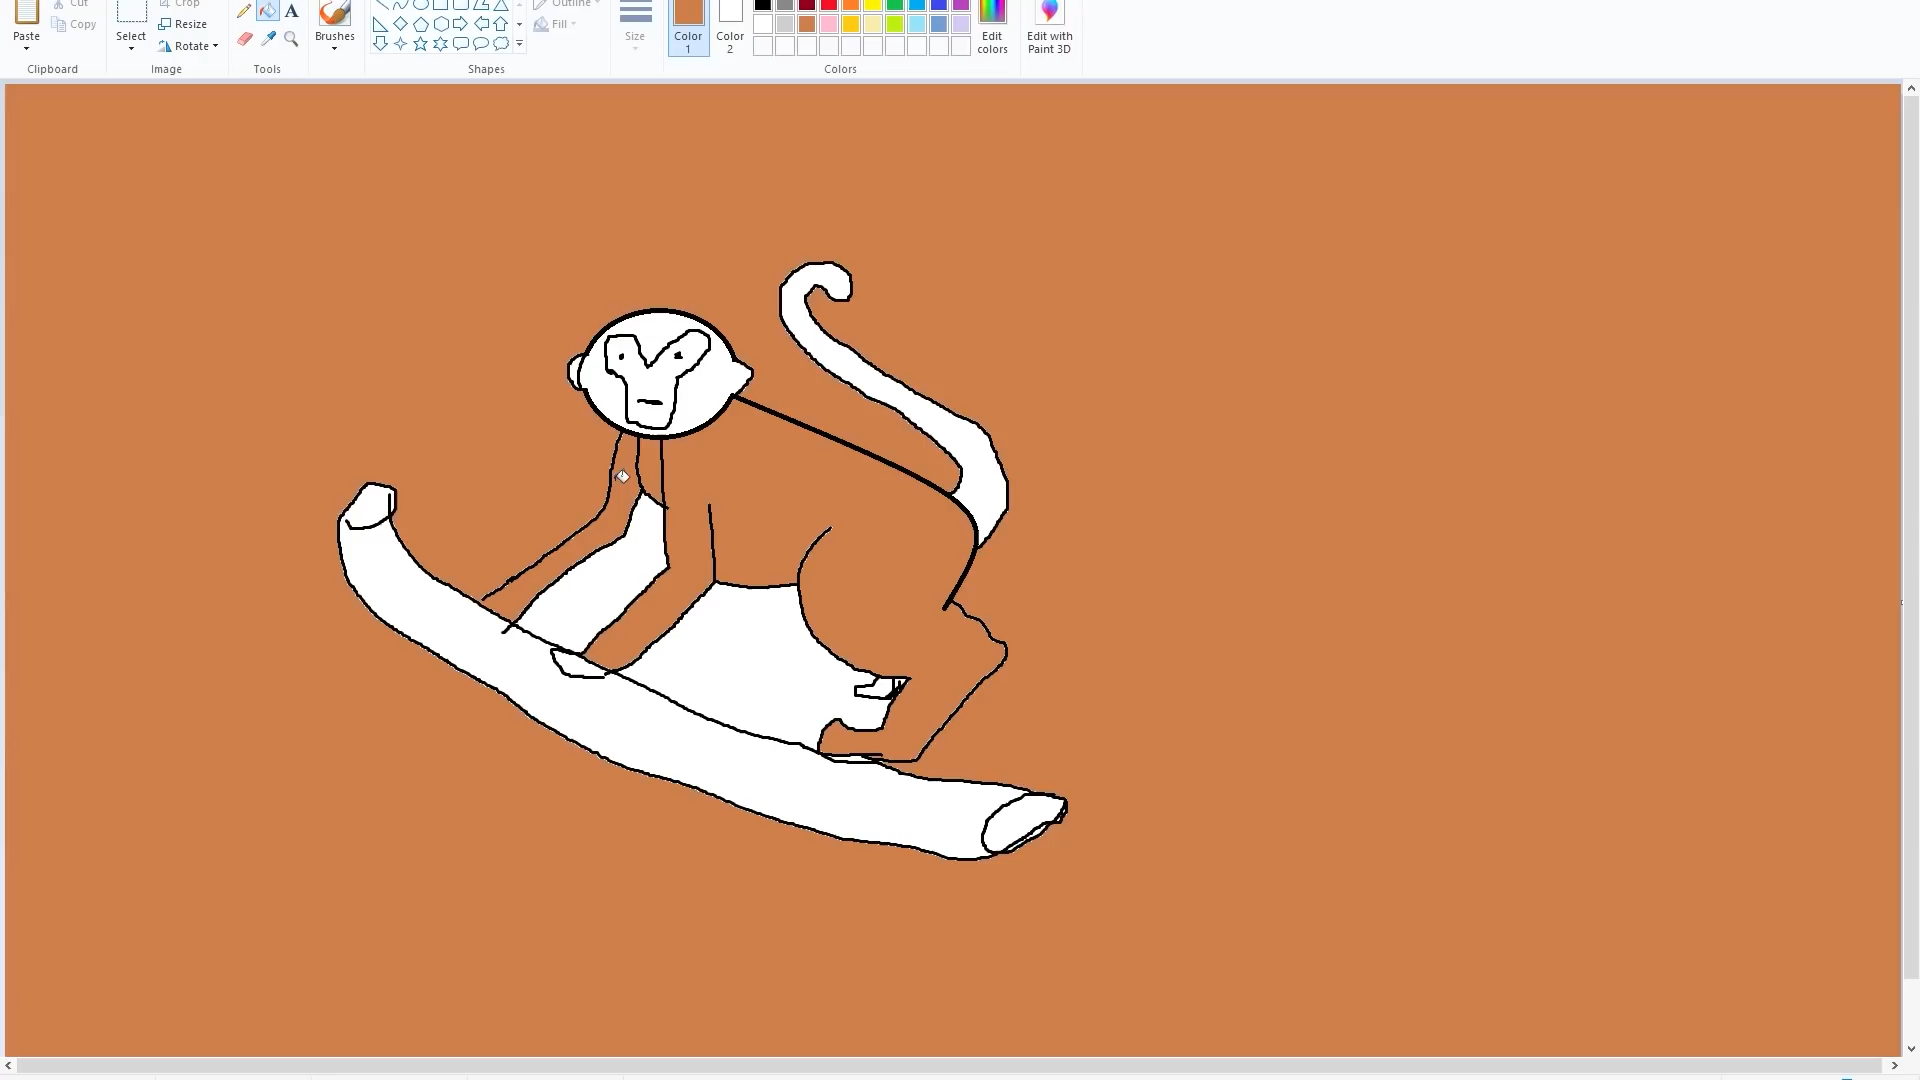 Cut
Crop
Outline
Paste
Copy
Select
Resize
Rotate
A
Brushes
Fill
Size
Color
1
Color
2
Edit
colors
Edit with
Paint 3D
Clipboard
Image
Tools
Shapes
Colors